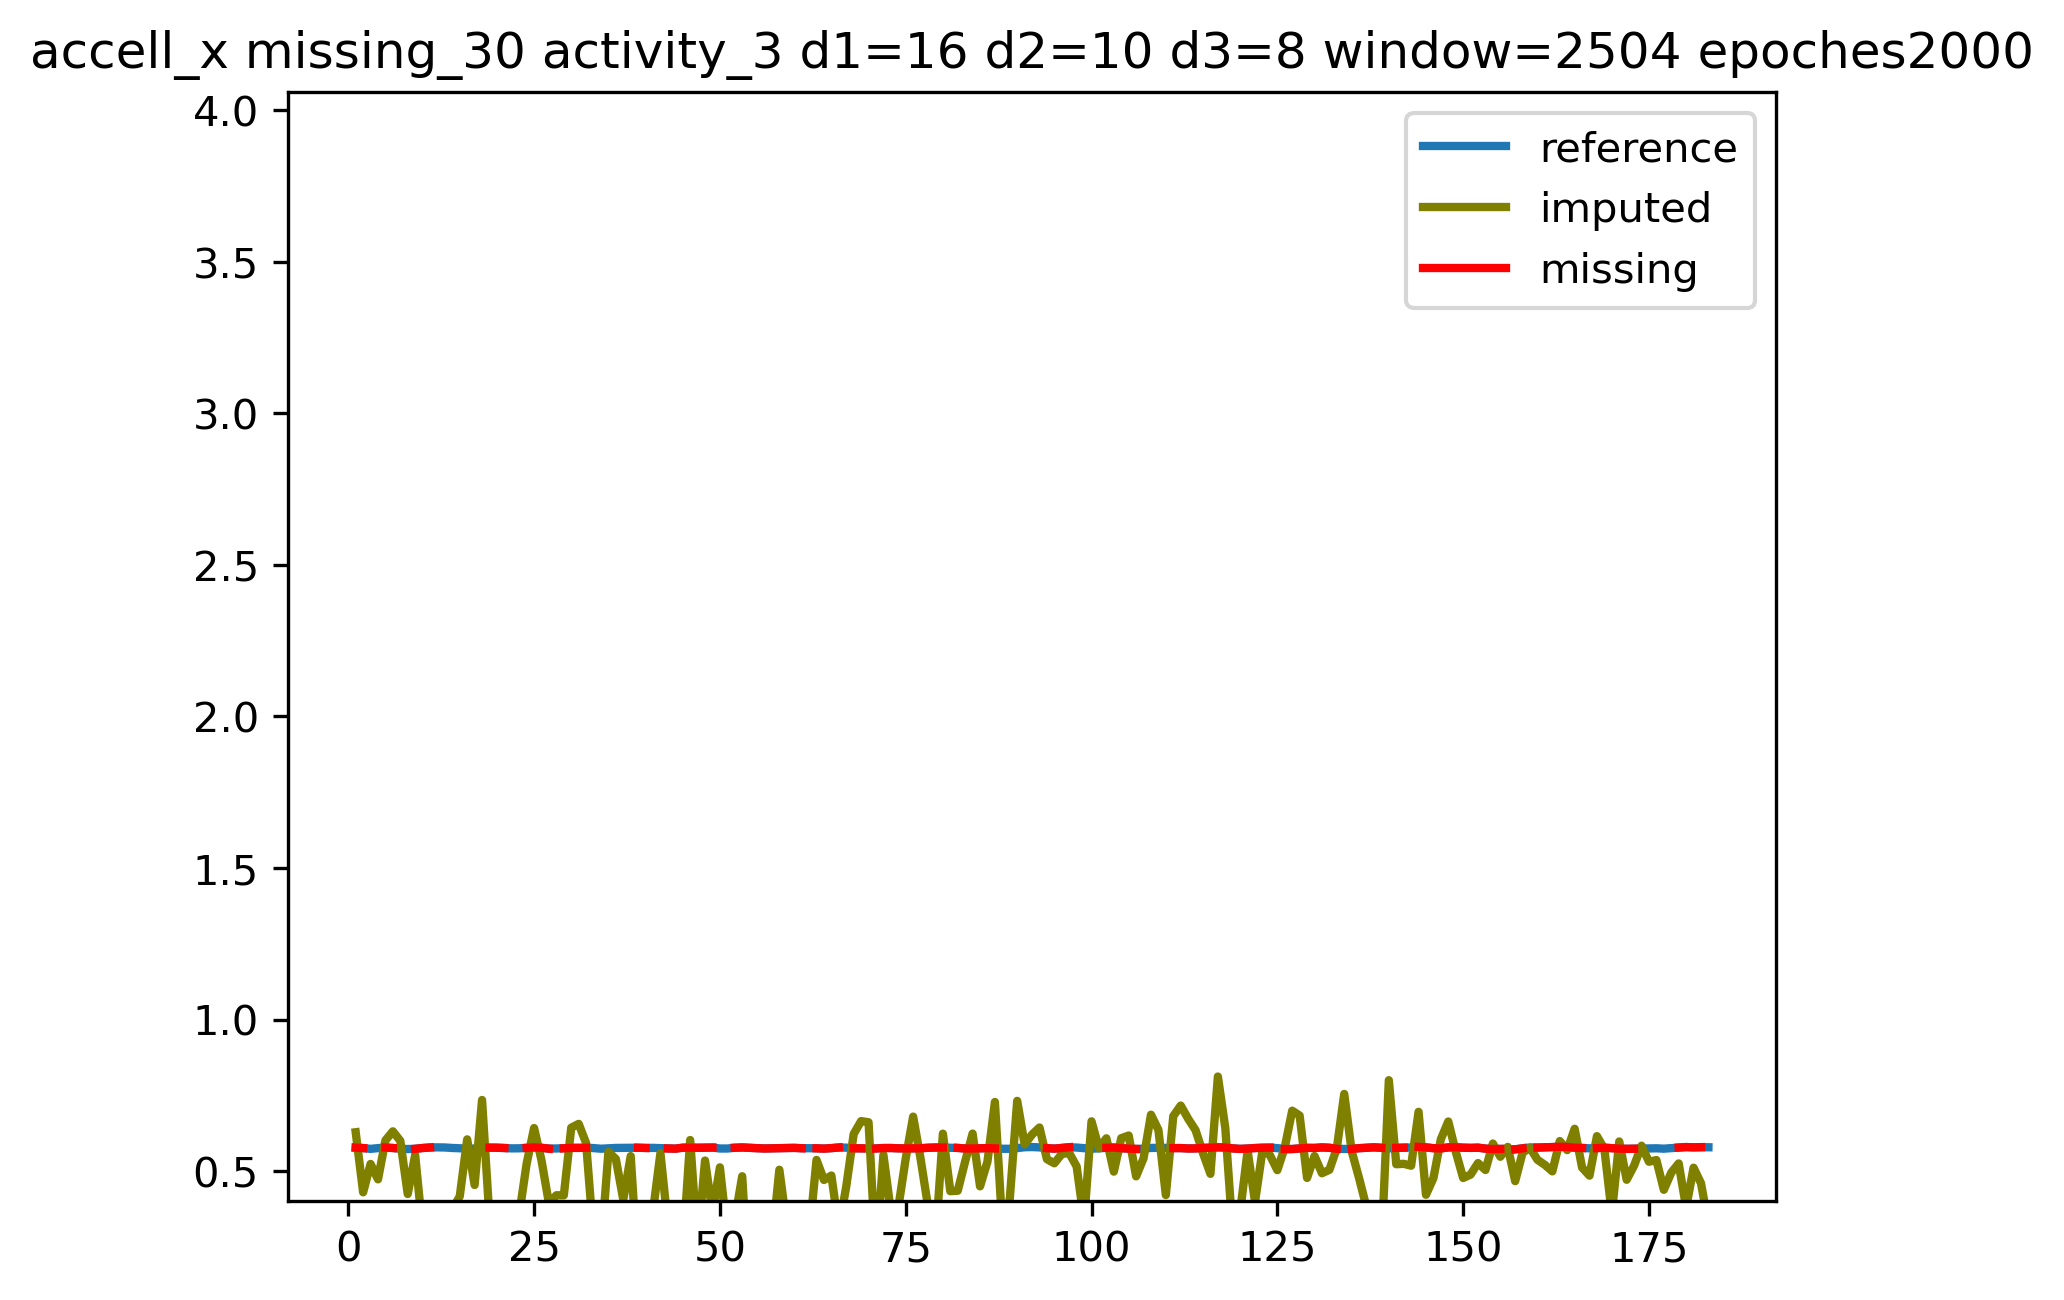 accell_x missing_30 activity_3 d1=16 d2=10 d3=8 window=2504 epoches2000
reference
imputed
missing
4.0
3.5
3.0
2.5
2.0
1.5
1.0
0.5
0 25 50 75 100 125 150 175